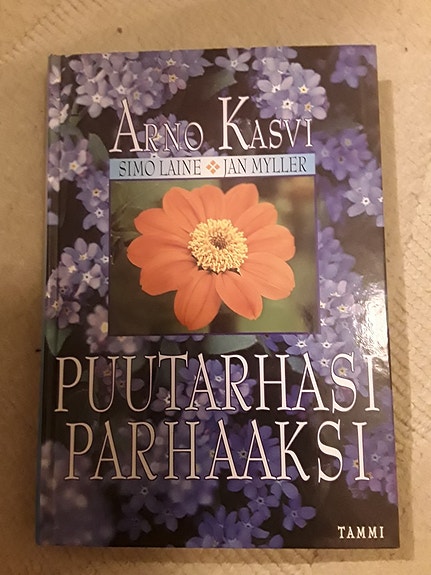 ARNO KASVI
SIMO LAINE ❖ JAN MYLLER
PUUTARHASI
PARHAAKSI
TAMMI